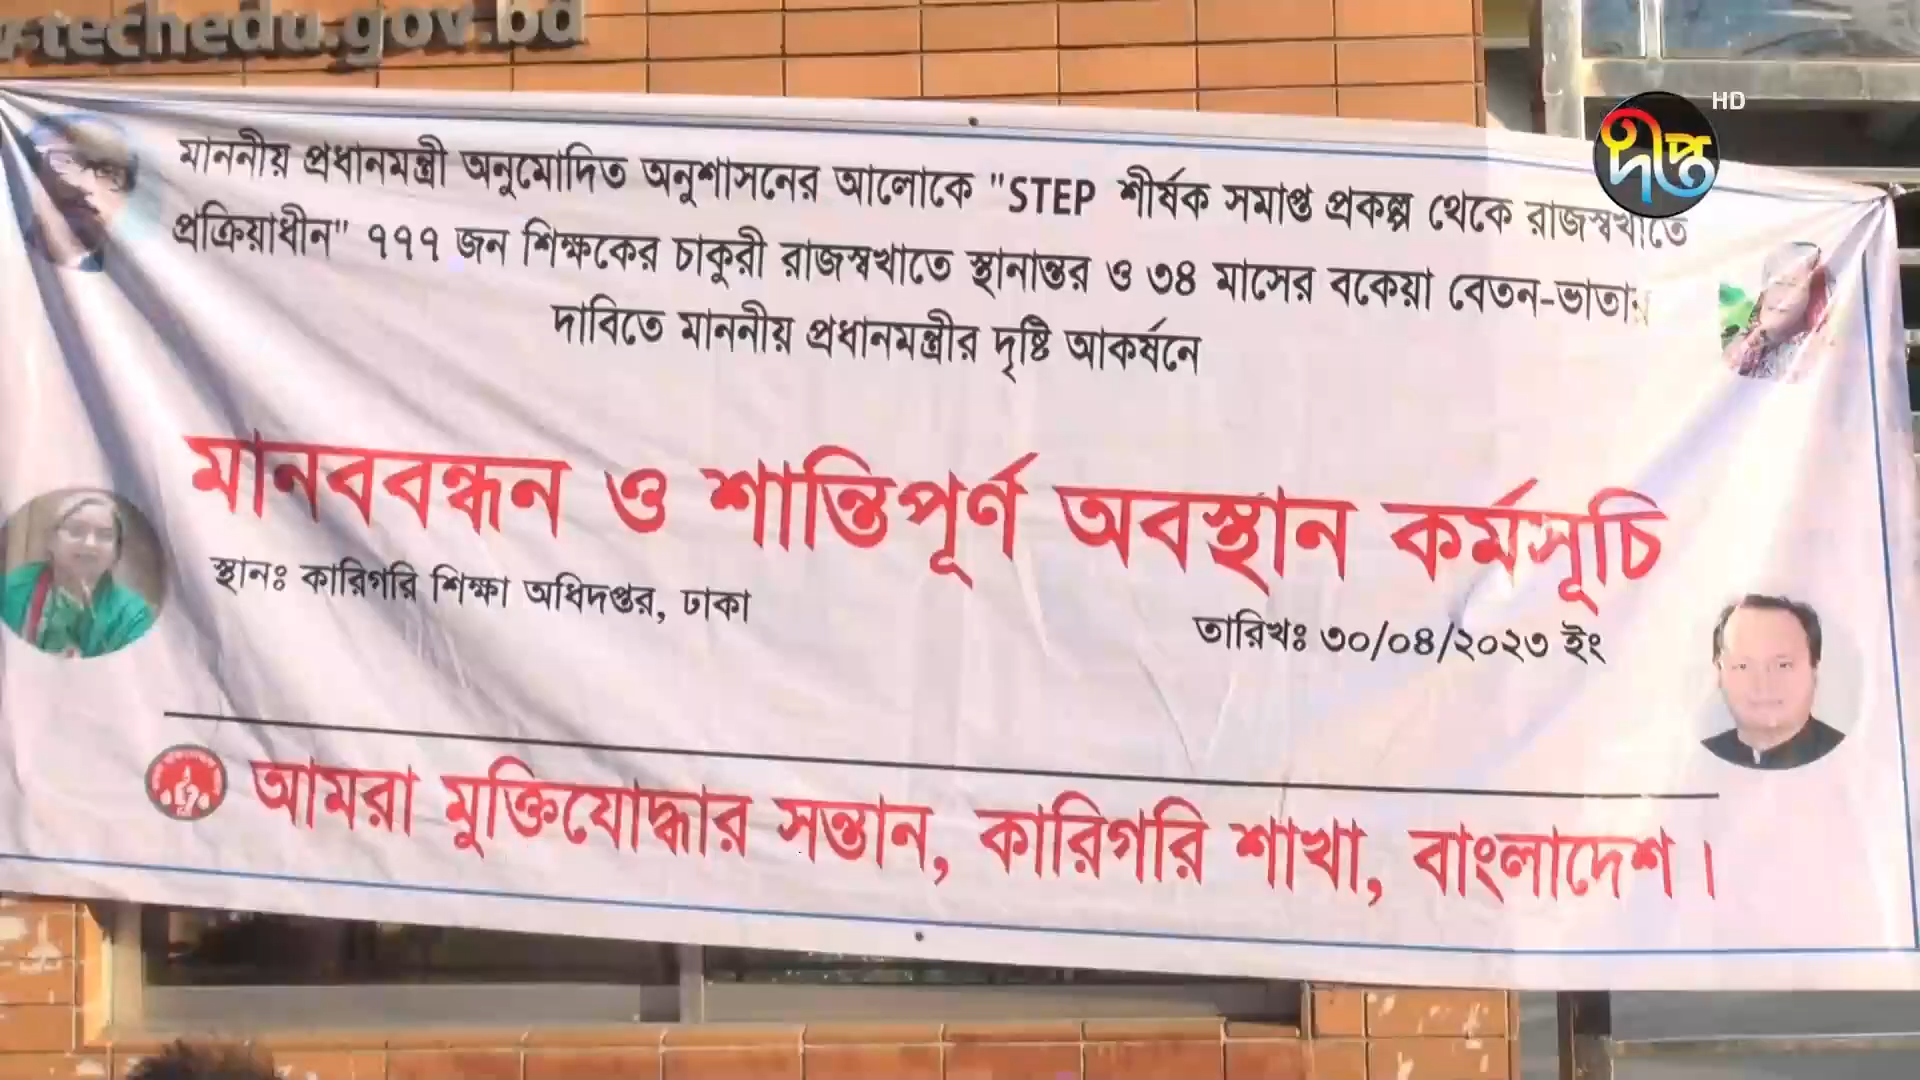 techedu.gov.bd
HD
দীপ্ত
মাননীয় প্রধানমন্ত্রী অনুমোদিত অনুশাসনের আলোকে "STEP শীর্ষক সমাপ্ত প্রকল্প থেকে রাজস্বখাতে
প্রক্রিয়াধীন" ৭৭৭ জন শিক্ষকের চাকুরী রাজস্বখাতে স্থানান্তর ও ৩৪ মাসের বকেয়া বেতন-ভাতার
দাবিতে মাননীয় প্রধানমন্ত্রীর দৃষ্টি আকর্ষনে
মানববন্ধন ও শান্তিপূর্ণ অবস্থান কর্মসূচি
স্থানঃ কারিগরি শিক্ষা অধিদপ্তর, ঢাকা
তারিখঃ ৩০/০৪/২০২৩ ইং
আমরা মুক্তিযোদ্ধার সন্তান, কারিগরি শাখা, বাংলাদেশ।